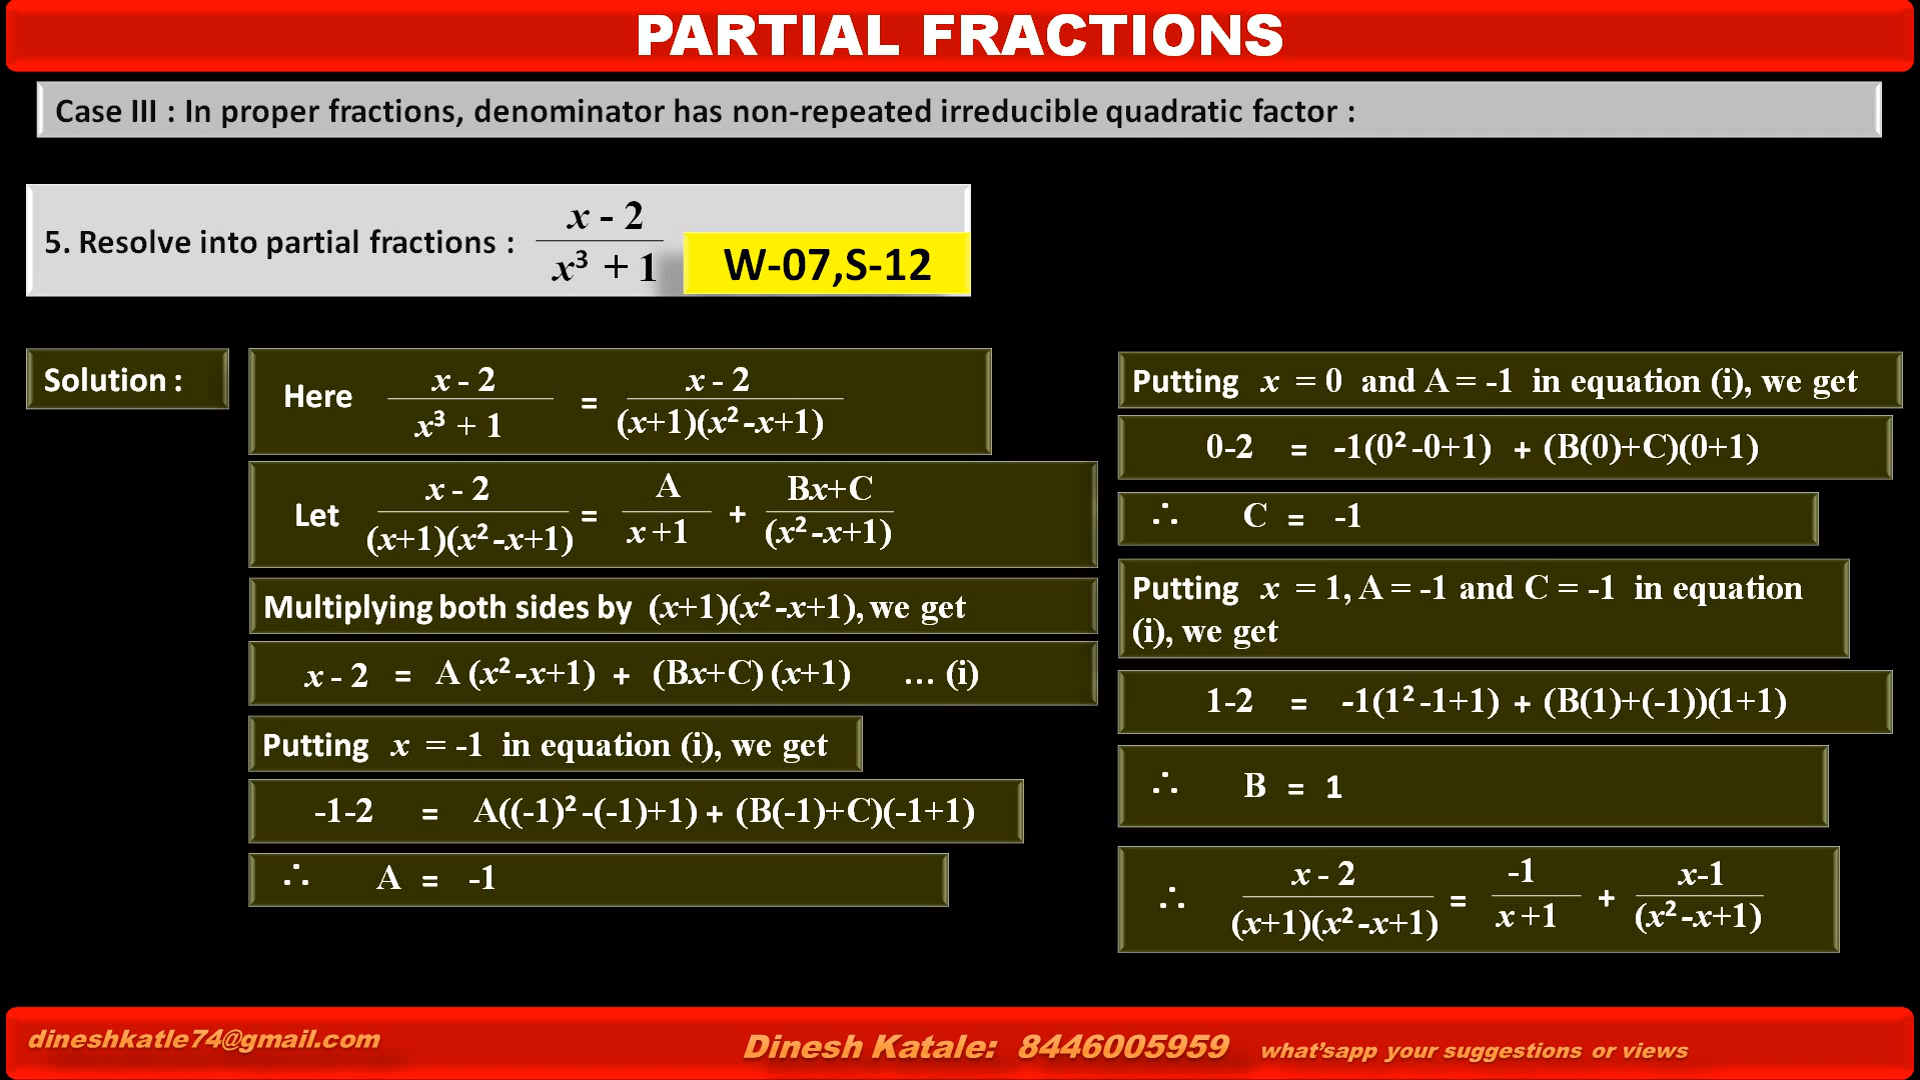 PARTIAL FRACTIONS
Case III : In proper fractions, denominator has non-repeated irreducible quadratic factor :
5. Resolve into partial fractions : x - 2 / x³ + 1
W-07,S-12
Solution :
Here x - 2 / x³ + 1 = x - 2 / (x+1)(x²-x+1)
Let x - 2 / (x+1)(x²-x+1) = A / x+1 + Bx+C / (x²-x+1)
Multiplying both sides by (x+1)(x²-x+1), we get
x - 2 = A (x²-x+1) + (Bx+C) (x+1) ... (i)
Putting x = -1 in equation (i), we get
-1-2 = A((-1)²-(-1)+1) + (B(-1)+C)(-1+1)
∴ A = -1
Putting x = 0 and A = -1 in equation (i), we get
0-2 = -1(0²-0+1) + (B(0)+C)(0+1)
∴ C = -1
Putting x = 1, A = -1 and C = -1 in equation
(i), we get
1-2 = -1(1²-1+1) + (B(1)+(-1))(1+1)
∴ B = 1
∴ x - 2 / (x+1)(x²-x+1) = -1 / x+1 + x-1 / (x²-x+1)
dineshkatle74@gmail.com
Dinesh Katale: 8446005959 what'sapp your suggestions or views